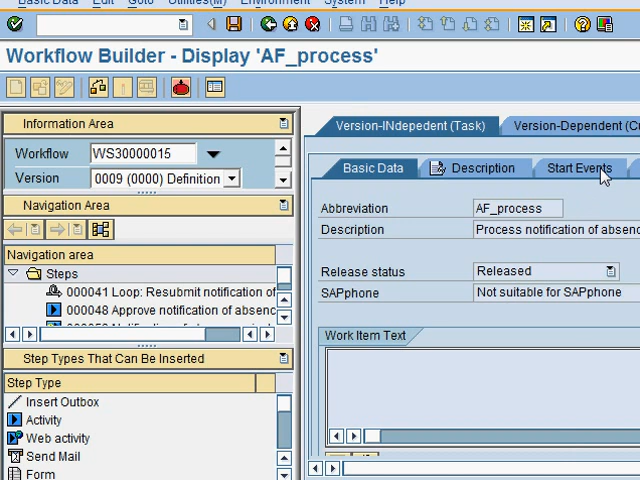 Basic Data Edit Goto Utilities(M) Environment System Help
Workflow Builder - Display 'AF_process'
Information Area
Workflow WS30000015
Version 0009 (0000) Definition
Navigation Area
Navigation area
Steps
000041 Loop: Resubmit notification of
000048 Approve notification of absenc
Step Types That Can Be Inserted
Step Type
Insert Outbox
Activity
Web activity
Send Mail
Form
Version-INdepedent (Task) Version-Dependent (Cu
Basic Data Description Start Events
Abbreviation AF_process
Description Process notification of absenc
Release status Released
SAPphone Not suitable for SAPphone
Work Item Text